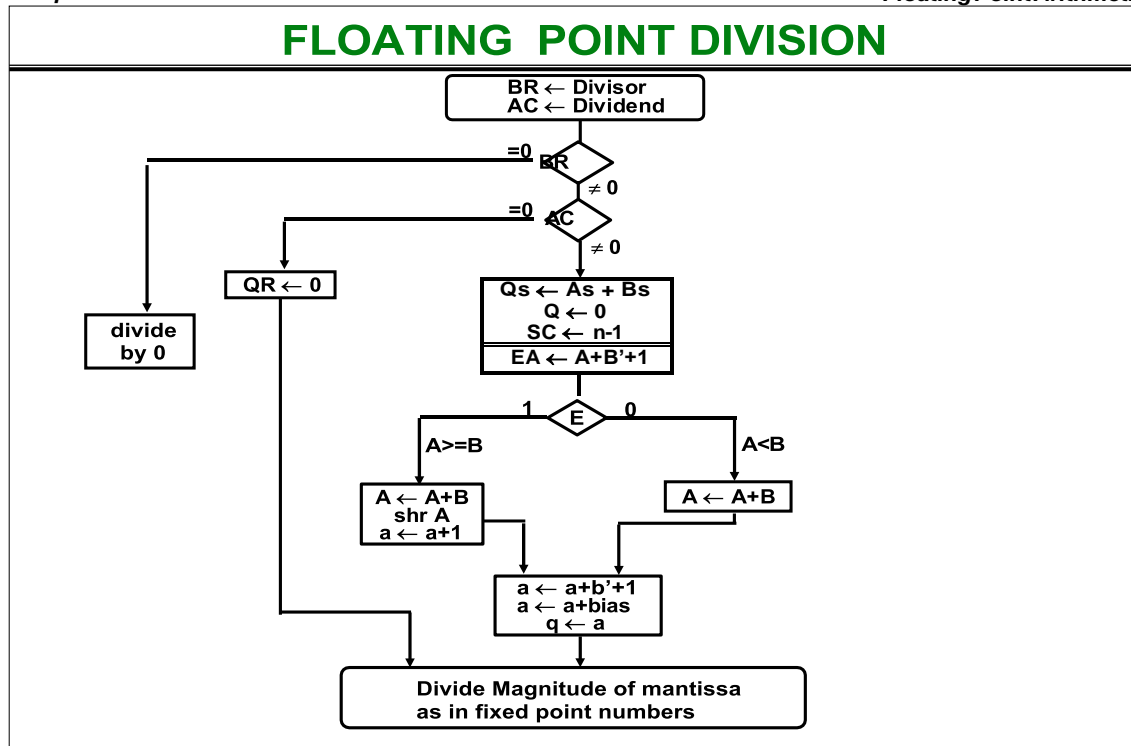 FLOATING POINT DIVISION
BR ← Divisor
AC ← Dividend
=0
BR
≠ 0
=0
AC
≠ 0
QR ← 0
divide
by 0
Qs ← As + Bs
Q ← 0
SC ← n-1
EA ← A+B’+1
1
E
0
A>=B
A<B
A ← A+B
shr A
a ← a+1
A ← A+B
a ← a+b’+1
a ← a+bias
q ← a
Divide Magnitude of mantissa
as in fixed point numbers